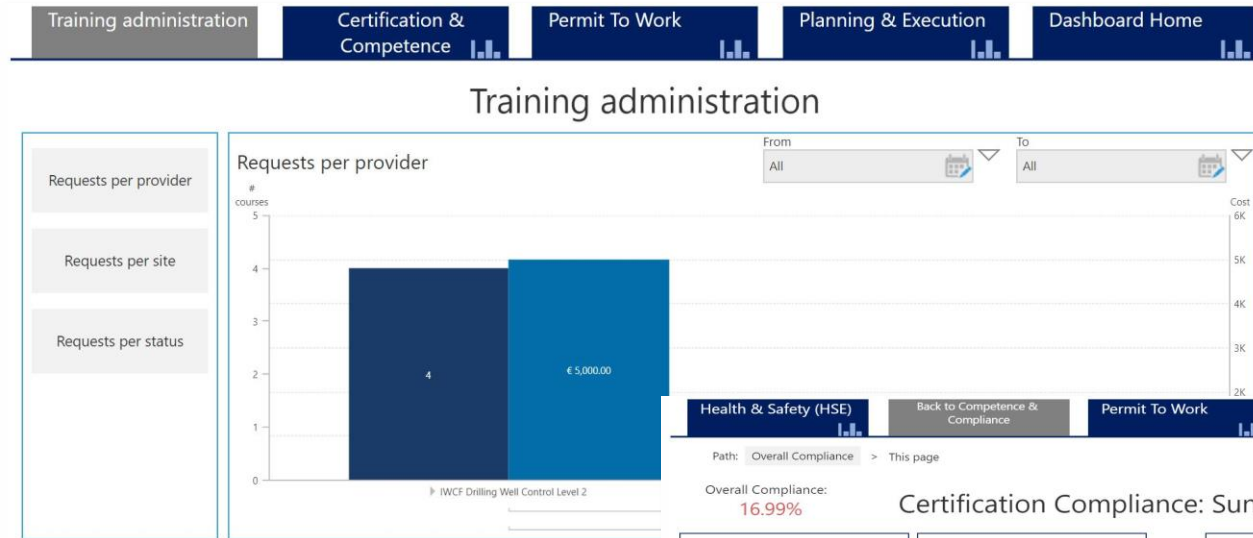 Training administration
Certification &
Competence
Permit To Work
Planning & Execution
Dashboard Home
Training administration
Requests per provider
Requests per site
Requests per status
Requests per provider
From
All
To
All
#
courses
5
4
3
2
1
0
4
€ 5,000.00
IWCF Drilling Well Control Level 2
Cost
6K
5K
4K
3K
2K
Health & Safety (HSE)
Back to Competence &
Compliance
Permit To Work
Path: Overall Compliance > This page
Overall Compliance:
16.99%
Certification Compliance: Sun